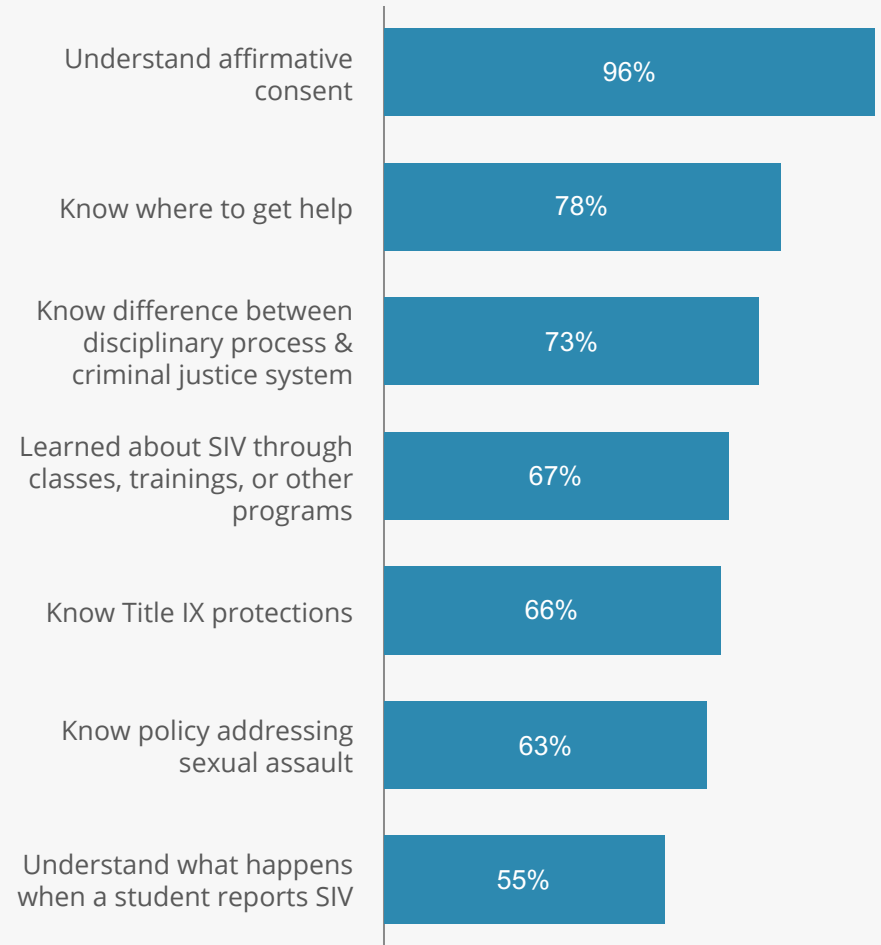 Understand affirmative
consent
96%
Know where to get help
78%
Know difference between
disciplinary process &
criminal justice system
73%
Learned about SIV through
classes, trainings, or other
programs
67%
Know Title IX protections
66%
Know policy addressing
sexual assault
63%
Understand what happens
when a student reports SIV
55%